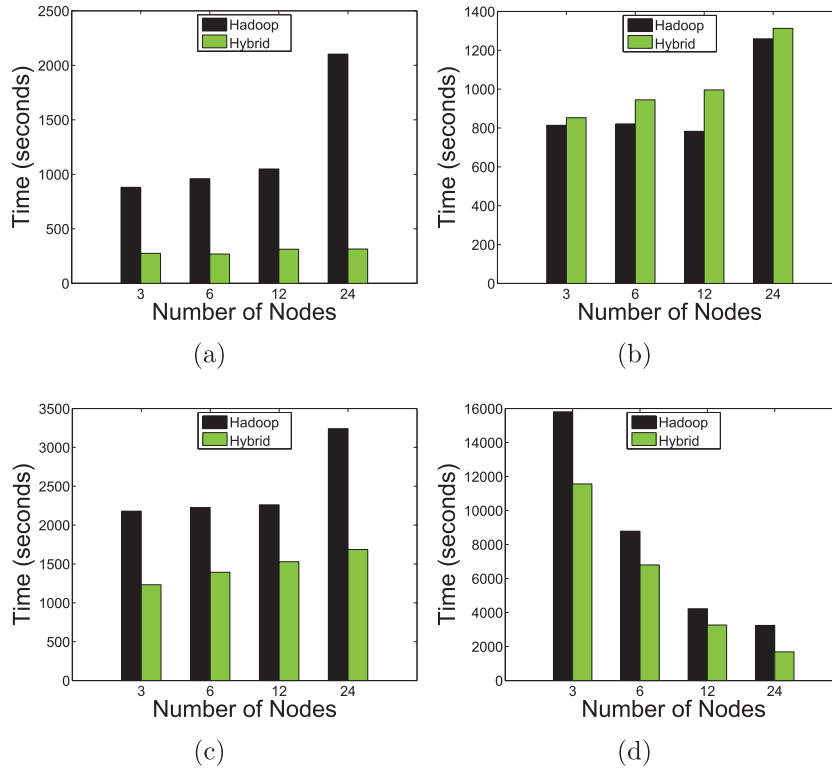 2500
2000
1500
1000
500
0
Time (seconds)
Hadoop
Hybrid
3 6 12 24
Number of Nodes
(a)
1400
1200
1000
800
600
400
200
0
Time (seconds)
Hadoop
Hybrid
3 6 12 24
Number of Nodes
(b)
3500
3000
2500
2000
1500
1000
500
0
Time (seconds)
Hadoop
Hybrid
3 6 12 24
Number of Nodes
(c)
16000
14000
12000
10000
8000
6000
4000
2000
0
Time (seconds)
Hadoop
Hybrid
3 6 12 24
Number of Nodes
(d)